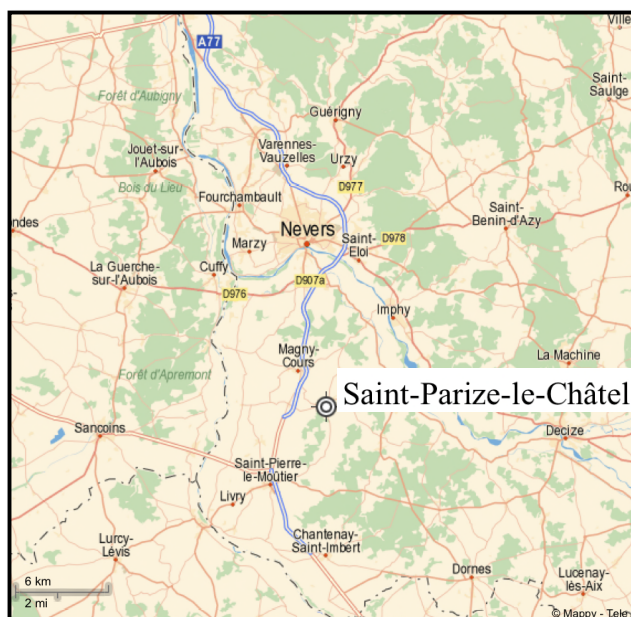 Ville
A77
Saint-
Saulge
Forêt d'Aubigny
Guérigny
Jouet-sur-
l'Aubois
Varennes-
Vauzelles
Urzy
Bois du Lieu
D977
Rou
Fourchambault
Saint-
Benin-d'Azy
ondes
Nevers
Marzy
Saint-
Eloi
D978
La Guerche-
sur-l'Aubois
Cuffy
D976
D907a
Imphy
Magny-
Cours
La Machine
Forêt d'Apremont
Saint-Parize-le-Châtel
Sancoins
Decize
Saint-Pierre-
le-Moûtier
Livry
Lurcy-
Lévis
Chantenay-
Saint-Imbert
Dornes
Lucenay-
lès-Aix
6 km
2 mi
© Mappy - Tele